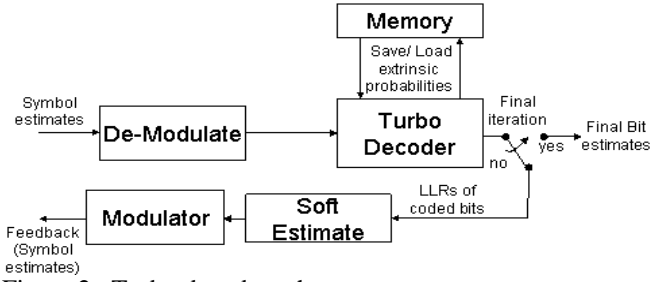 Memory
Save/ Load
extrinsic
probabilities
Symbol
estimates
De-Modulate
Turbo
Decoder
Final
iteration
no
yes
Final Bit
estimates
LLRs of
coded bits
Soft
Estimate
Modulator
Feedback
(Symbol
estimates)